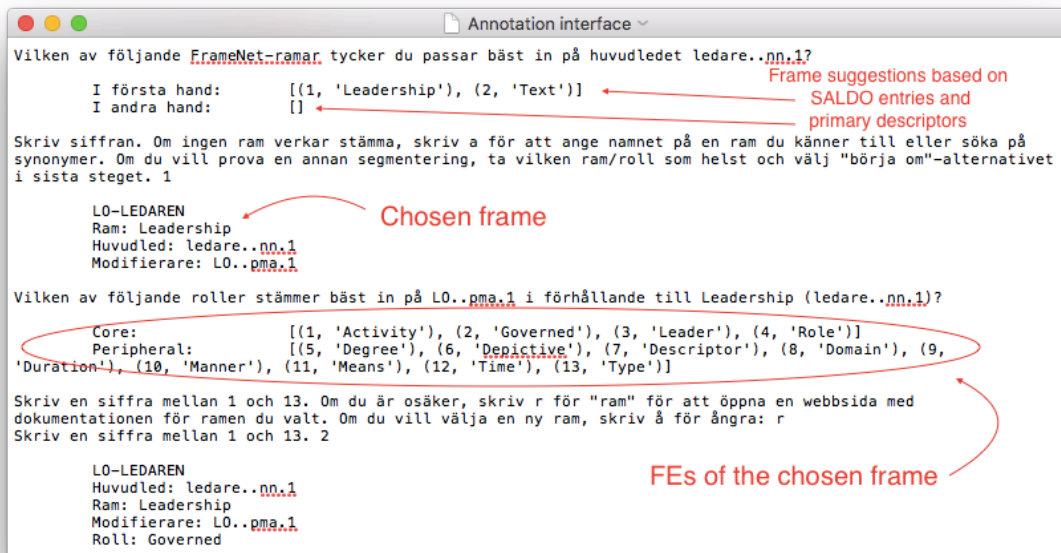 Annotation interface
Vilken av följande FrameNet-ramar tycker du passar bäst in på huvudledet ledare..nn.1?
Frame suggestions based on
SALDO entries and
primary descriptors
I första hand: [(1, 'Leadership'), (2, 'Text')]
I andra hand: []
Skriv siffran. Om ingen ram verkar stämma, skriv a för att ange namnet på en ram du känner till eller söka på
synonymer. Om du vill prova en annan segmentering, ta vilken ram/roll som helst och välj "börja om"-alternativet
i sista steget. 1
LO-LEDAREN
Chosen frame
Ram: Leadership
Huvudled: ledare..nn.1
Modifierare: LO..pma.1
Vilken av följande roller stämmer bäst in på LO..pma.1 i förhållande till Leadership (ledare..nn.1)?
Core: [(1, 'Activity'), (2, 'Governed'), (3, 'Leader'), (4, 'Role')]
Peripheral: [(5, 'Degree'), (6, 'Depictive'), (7, 'Descriptor'), (8, 'Domain'), (9,
'Duration'), (10, 'Manner'), (11, 'Means'), (12, 'Time'), (13, 'Type')]
Skriv en siffra mellan 1 och 13. Om du är osäker, skriv r för "ram" för att öppna en webbsida med
dokumentationen för ramen du valt. Om du vill välja en ny ram, skriv å för ångra: r
Skriv en siffra mellan 1 och 13. 2
LO-LEDAREN
FEs of the chosen frame
Huvudled: ledare..nn.1
Ram: Leadership
Modifierare: LO..pma.1
Roll: Governed